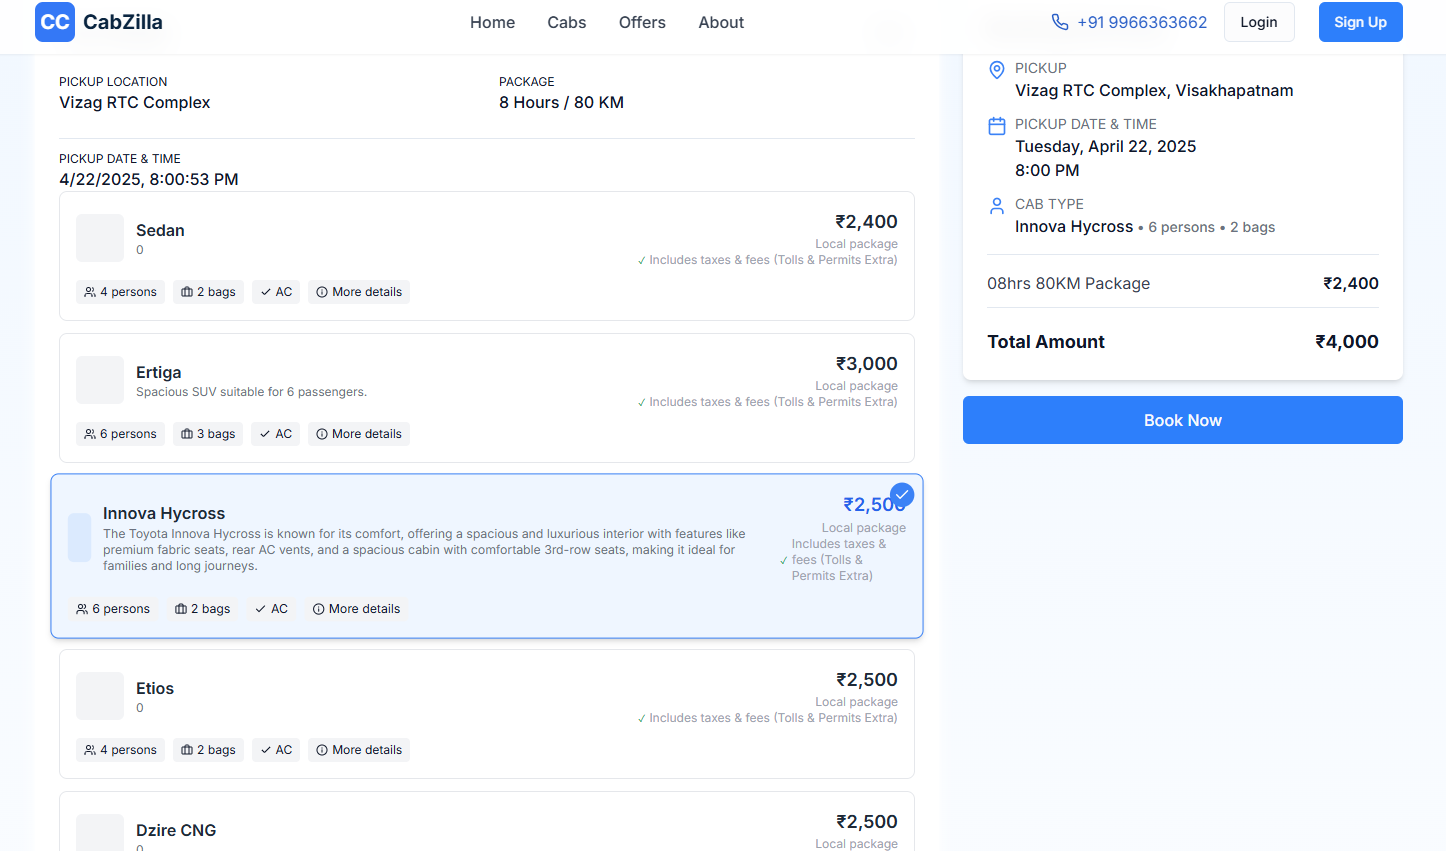 CC CabZilla
Home Cabs Offers About
+91 9966363662
Login
Sign Up
PICKUP LOCATION
Vizag RTC Complex
PACKAGE
8 Hours / 80 KM
PICKUP DATE & TIME
4/22/2025, 8:00:53 PM
Sedan
0
₹2,400
Local package
✓ Includes taxes & fees (Tolls & Permits Extra)
4 persons 2 bags AC More details
Ertiga
Spacious SUV suitable for 6 passengers.
₹3,000
Local package
✓ Includes taxes & fees (Tolls & Permits Extra)
6 persons 3 bags AC More details
Innova Hycross
The Toyota Innova Hycross is known for its comfort, offering a spacious and luxurious interior with features like
premium fabric seats, rear AC vents, and a spacious cabin with comfortable 3rd-row seats, making it ideal for
families and long journeys.
₹2,500
Local package
Includes taxes &
✓ fees (Tolls &
Permits Extra)
6 persons 2 bags AC More details
Etios
0
₹2,500
Local package
✓ Includes taxes & fees (Tolls & Permits Extra)
4 persons 2 bags AC More details
Dzire CNG
0
₹2,500
Local package
PICKUP
Vizag RTC Complex, Visakhapatnam
PICKUP DATE & TIME
Tuesday, April 22, 2025
8:00 PM
CAB TYPE
Innova Hycross • 6 persons • 2 bags
08hrs 80KM Package ₹2,400
Total Amount ₹4,000
Book Now